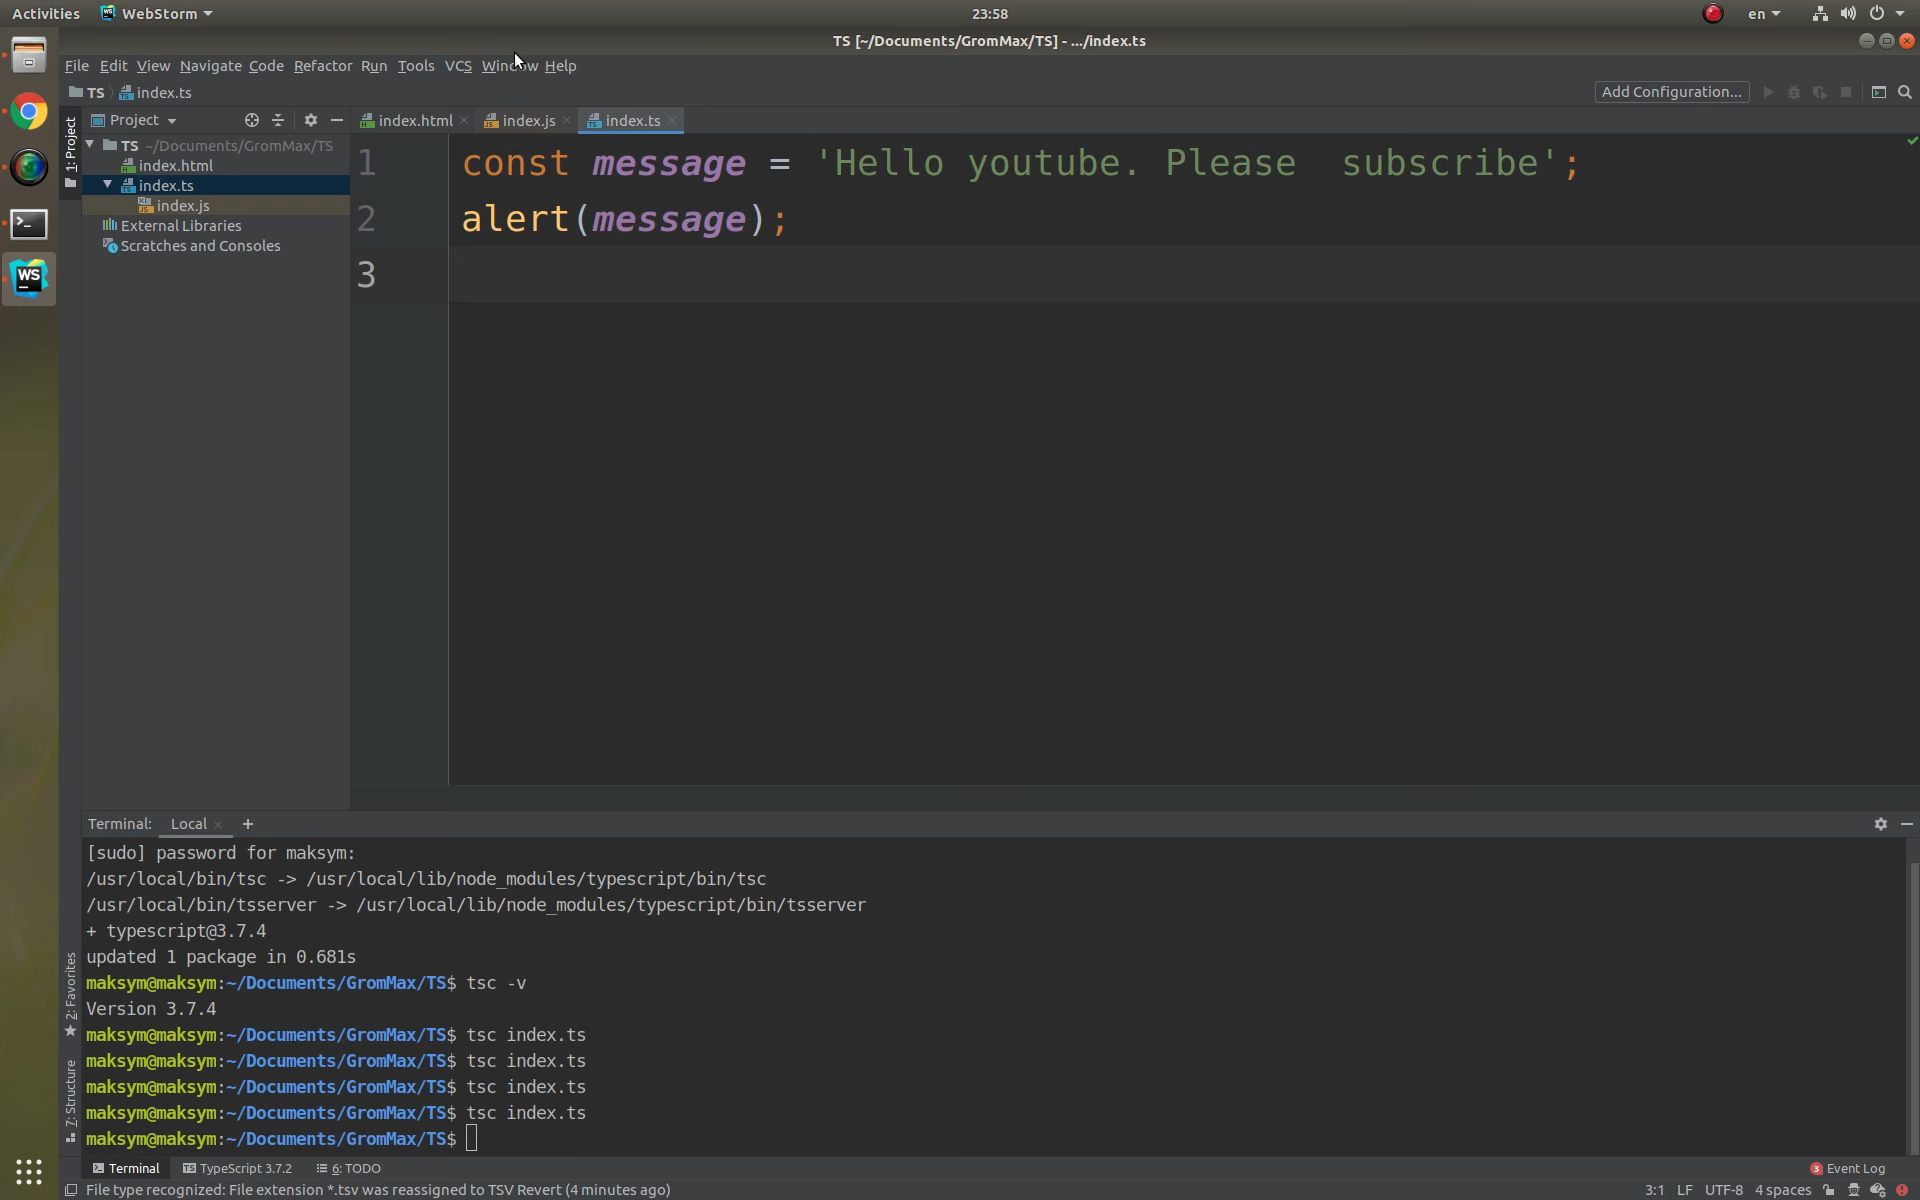 Activities WebStorm 23:58 en
TS [~/Documents/GromMax/TS] - .../index.ts
File Edit View Navigate Code Refactor Run Tools VCS Window Help
TS index.ts Add Configuration...
1: Project
Project
index.html index.js index.ts
TS ~/Documents/GromMax/TS
index.html
index.ts
index.js
External Libraries
Scratches and Consoles
1 const message = 'Hello youtube. Please  subscribe';
2 alert(message);
3
Terminal: Local +
[sudo] password for maksym:
/usr/local/bin/tsc -> /usr/local/lib/node_modules/typescript/bin/tsc
/usr/local/bin/tsserver -> /usr/local/lib/node_modules/typescript/bin/tsserver
+ typescript@3.7.4
updated 1 package in 0.681s
maksym@maksym:~/Documents/GromMax/TS$ tsc -v
Version 3.7.4
maksym@maksym:~/Documents/GromMax/TS$ tsc index.ts
maksym@maksym:~/Documents/GromMax/TS$ tsc index.ts
maksym@maksym:~/Documents/GromMax/TS$ tsc index.ts
maksym@maksym:~/Documents/GromMax/TS$ tsc index.ts
maksym@maksym:~/Documents/GromMax/TS$
2: Favorites
7: Structure
WS
Terminal TypeScript 3.7.2 6: TODO 3 Event Log
File type recognized: File extension *.tsv was reassigned to TSV Revert (4 minutes ago) 3:1 LF UTF-8 4 spaces